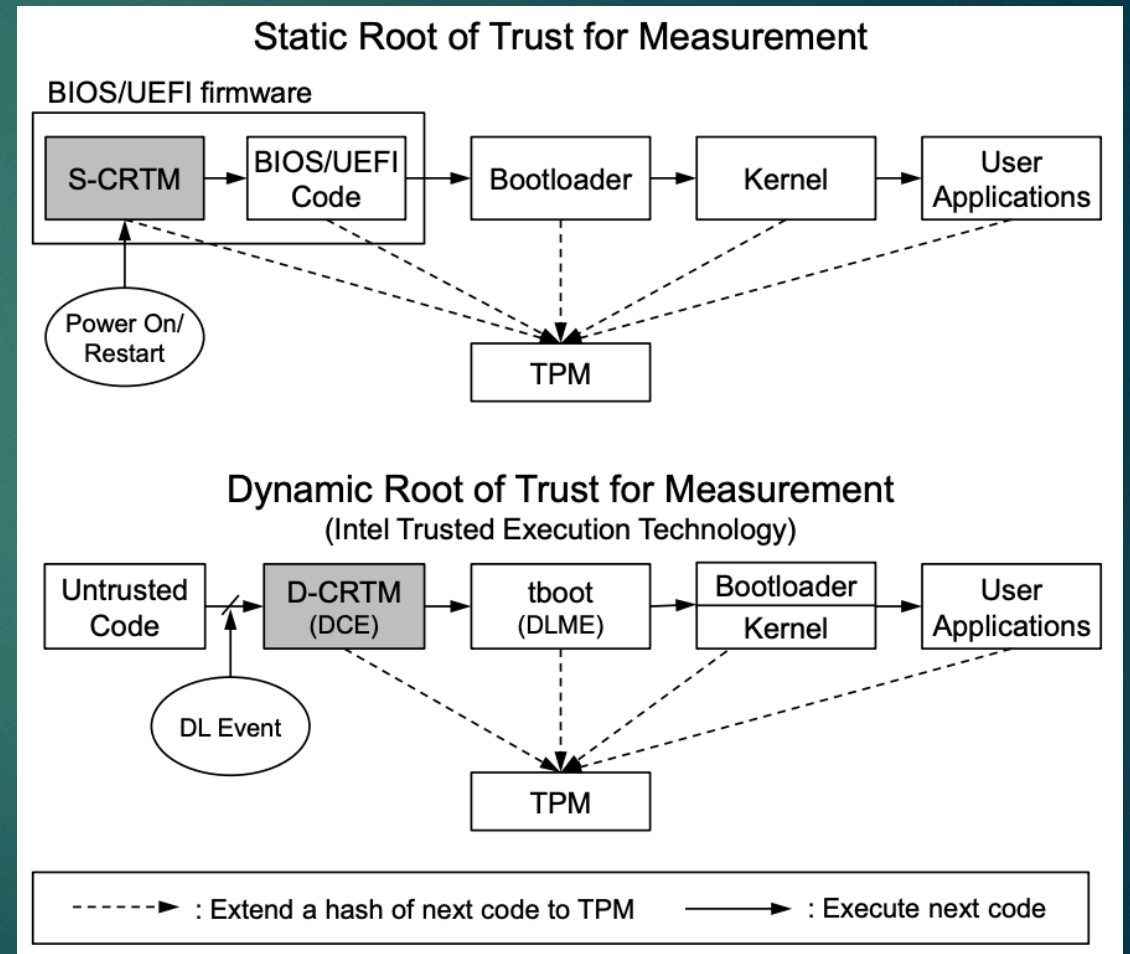 Static Root of Trust for Measurement
BIOS/UEFI firmware
S-CRTM
BIOS/UEFI
Code
Bootloader
Kernel
User
Applications
Power On/
Restart
TPM
Dynamic Root of Trust for Measurement
(Intel Trusted Execution Technology)
Untrusted
Code
D-CRTM
(DCE)
tboot
(DLME)
Bootloader
Kernel
User
Applications
DL Event
TPM
: Extend a hash of next code to TPM
: Execute next code